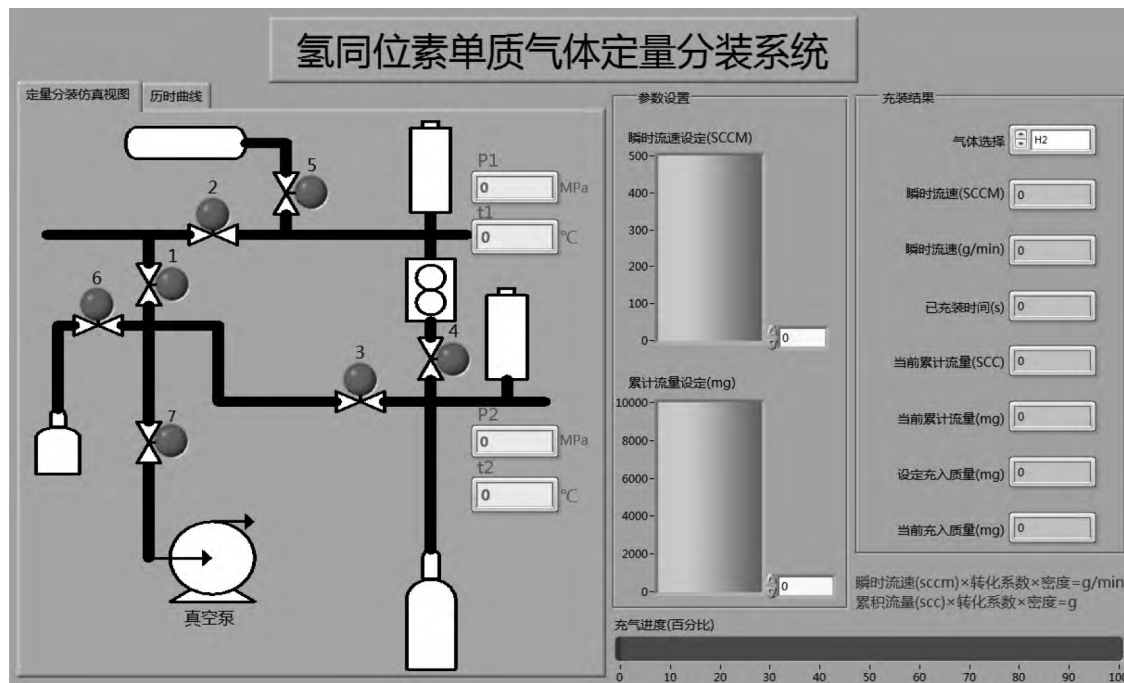 氢同位素单质气体定量分装系统
定量分装仿真视图
历时曲线
5
2
P1
0
MPa
t1
0
℃
1
6
4
3
7
P2
0
MPa
t2
0
℃
真空泵
参数设置
瞬时流速设定(SCCM)
500
400
300
200
100
0
0
累计流量设定(mg)
10000
8000
6000
4000
2000
0
0
充装结果
气体选择 H2
瞬时流速(SCCM) 0
瞬时流速(g/min) 0
已充装时间(s) 0
当前累计流量(SCC) 0
当前累计流量(mg) 0
设定充入质量(mg) 0
当前充入质量(mg) 0
瞬时流速(sccm)×转化系数×密度=g/min
累积流量(scc)×转化系数×密度=g
充气进度(百分比)
0 10 20 30 40 50 60 70 80 90 100